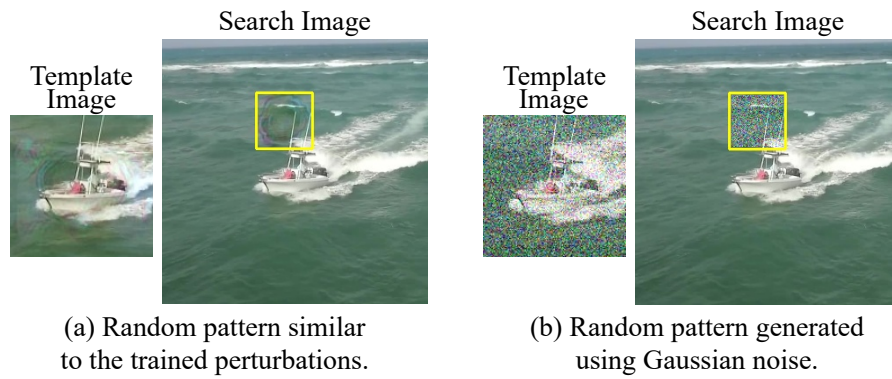 Search Image
Template
Image
(a) Random pattern similar
to the trained perturbations.
Search Image
Template
Image
(b) Random pattern generated
using Gaussian noise.